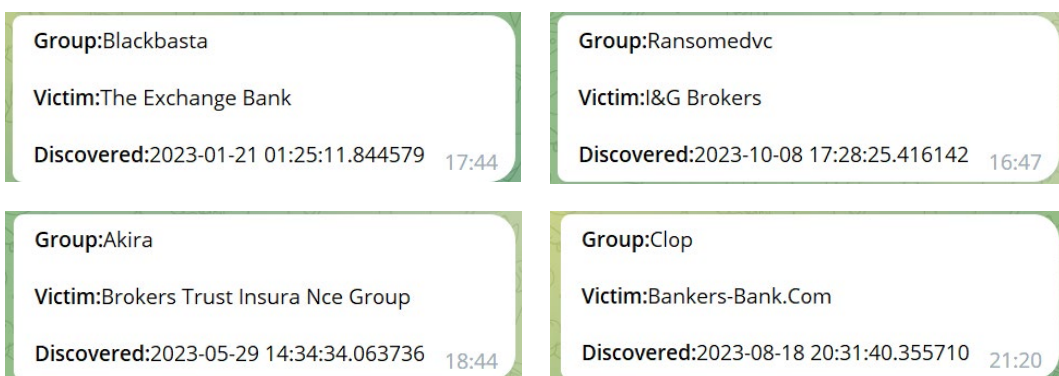 Group:Blackbasta
Victim:The Exchange Bank
Discovered:2023-01-21 01:25:11.844579 17:44
Group:Ransomedvc
Victim:I&G Brokers
Discovered:2023-10-08 17:28:25.416142 16:47
Group:Akira
Victim:Brokers Trust Insura Nce Group
Discovered:2023-05-29 14:34:34.063736 18:44
Group:Clop
Victim:Bankers-Bank.Com
Discovered:2023-08-18 20:31:40.355710 21:20